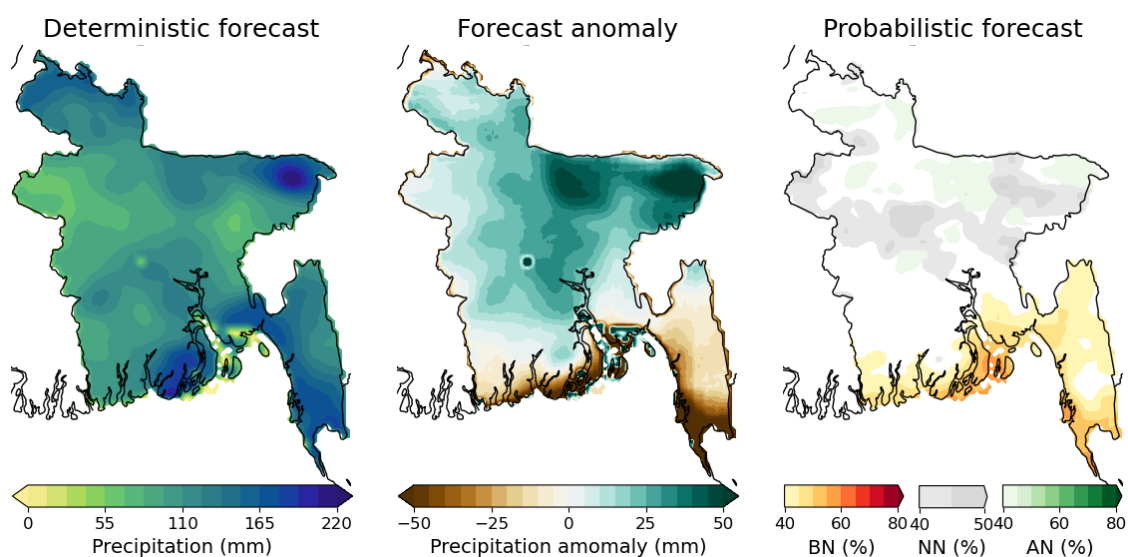 Deterministic forecast
Forecast anomaly
Probabilistic forecast
0 55 110 165 220
Precipitation (mm)
−50 −25 0 25 50
Precipitation amomaly (mm)
40 60 80
BN (%)
40 50
NN (%)
40 60 80
AN (%)